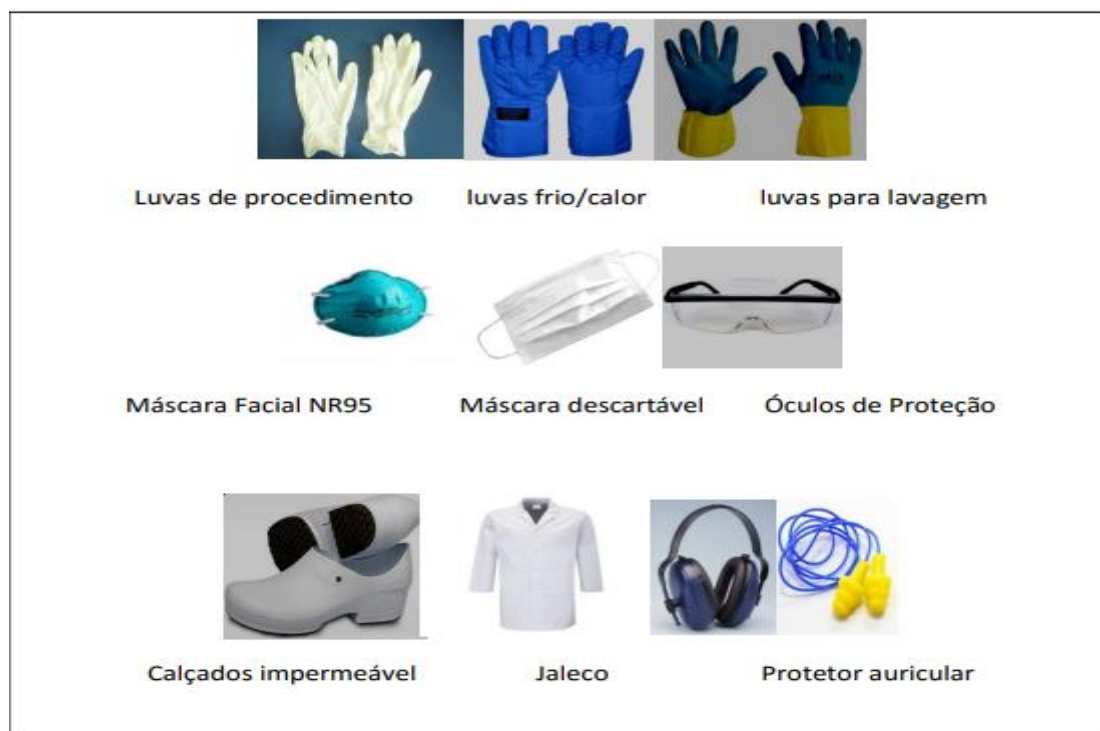 Luvas de procedimento luvas frio/calor luvas para lavagem
Máscara Facial NR95 Máscara descartável Óculos de Proteção
Calçados impermeável Jaleco Protetor auricular